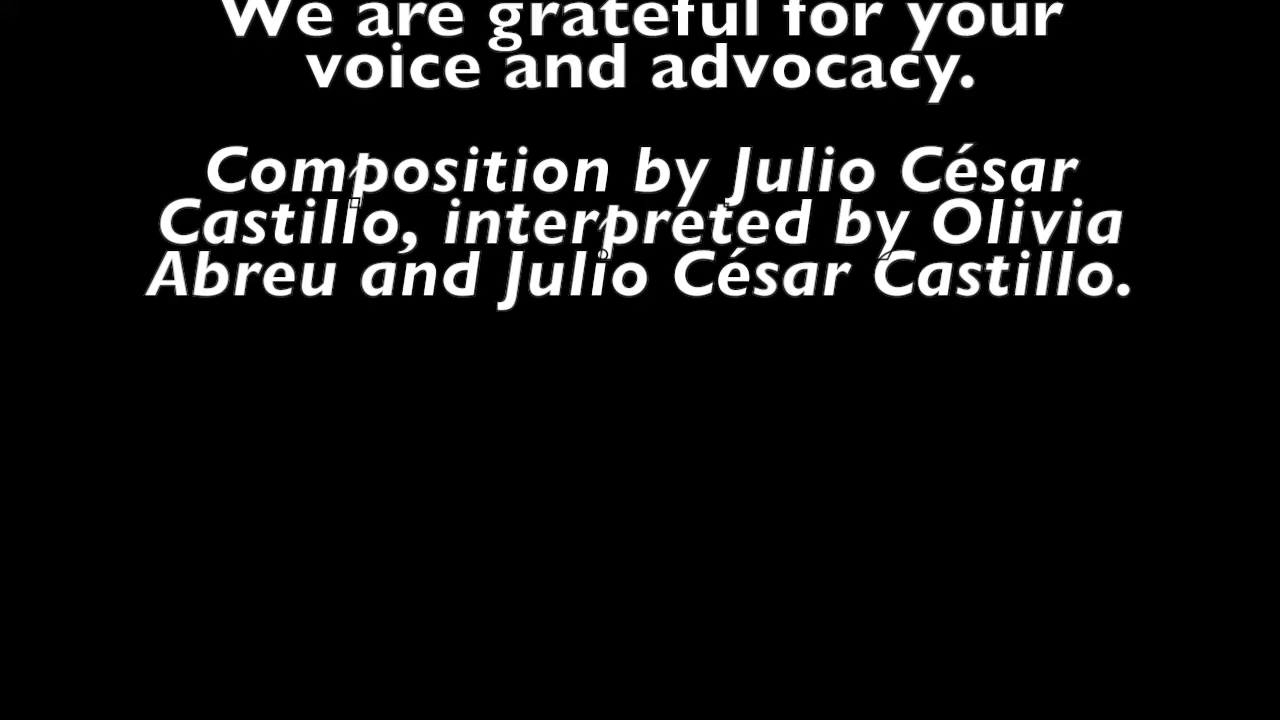 We are grateful for your
voice and advocacy.
Composition by Julio César
Castillo, interpreted by Olivia
Abreu and Julio César Castillo.